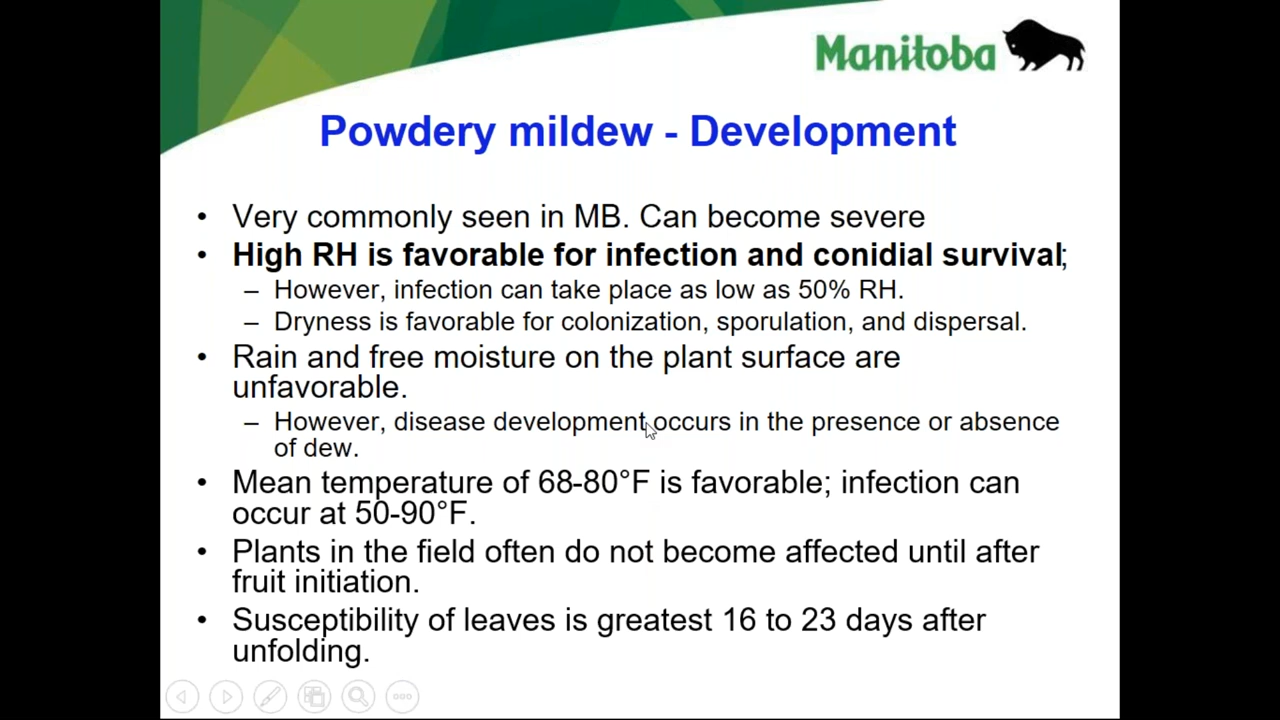 Manitoba
Powdery mildew - Development
• Very commonly seen in MB. Can become severe
• High RH is favorable for infection and conidial survival;
– However, infection can take place as low as 50% RH.
– Dryness is favorable for colonization, sporulation, and dispersal.
• Rain and free moisture on the plant surface are
unfavorable.
– However, disease development occurs in the presence or absence
of dew.
• Mean temperature of 68-80°F is favorable; infection can
occur at 50-90°F.
• Plants in the field often do not become affected until after
fruit initiation.
• Susceptibility of leaves is greatest 16 to 23 days after
unfolding.